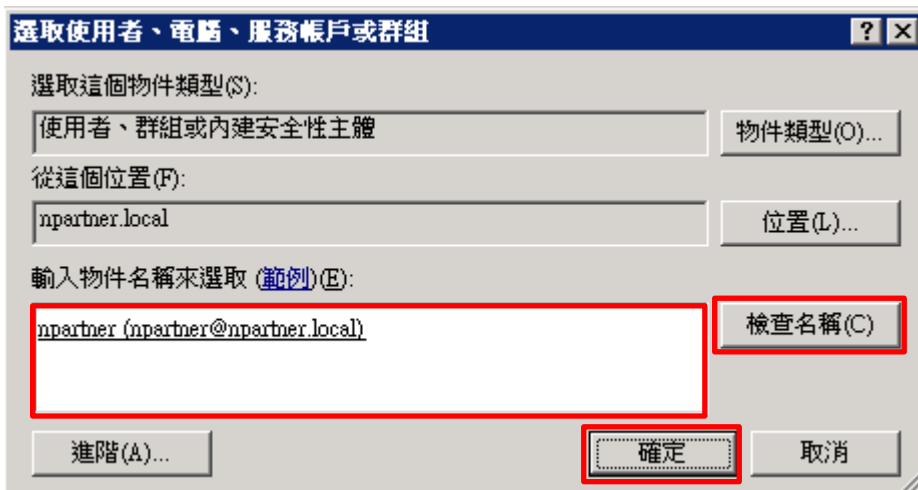 選取使用者、電腦、服務帳戶或群組
選取這個物件類型(S):
使用者、群組或內建安全性主體
物件類型(O)...
從這個位置(F):
npartner.local
位置(L)...
輸入物件名稱來選取 (範例)(E):
npartner (npartner@npartner.local)
檢查名稱(C)
進階(A)...
確定
取消